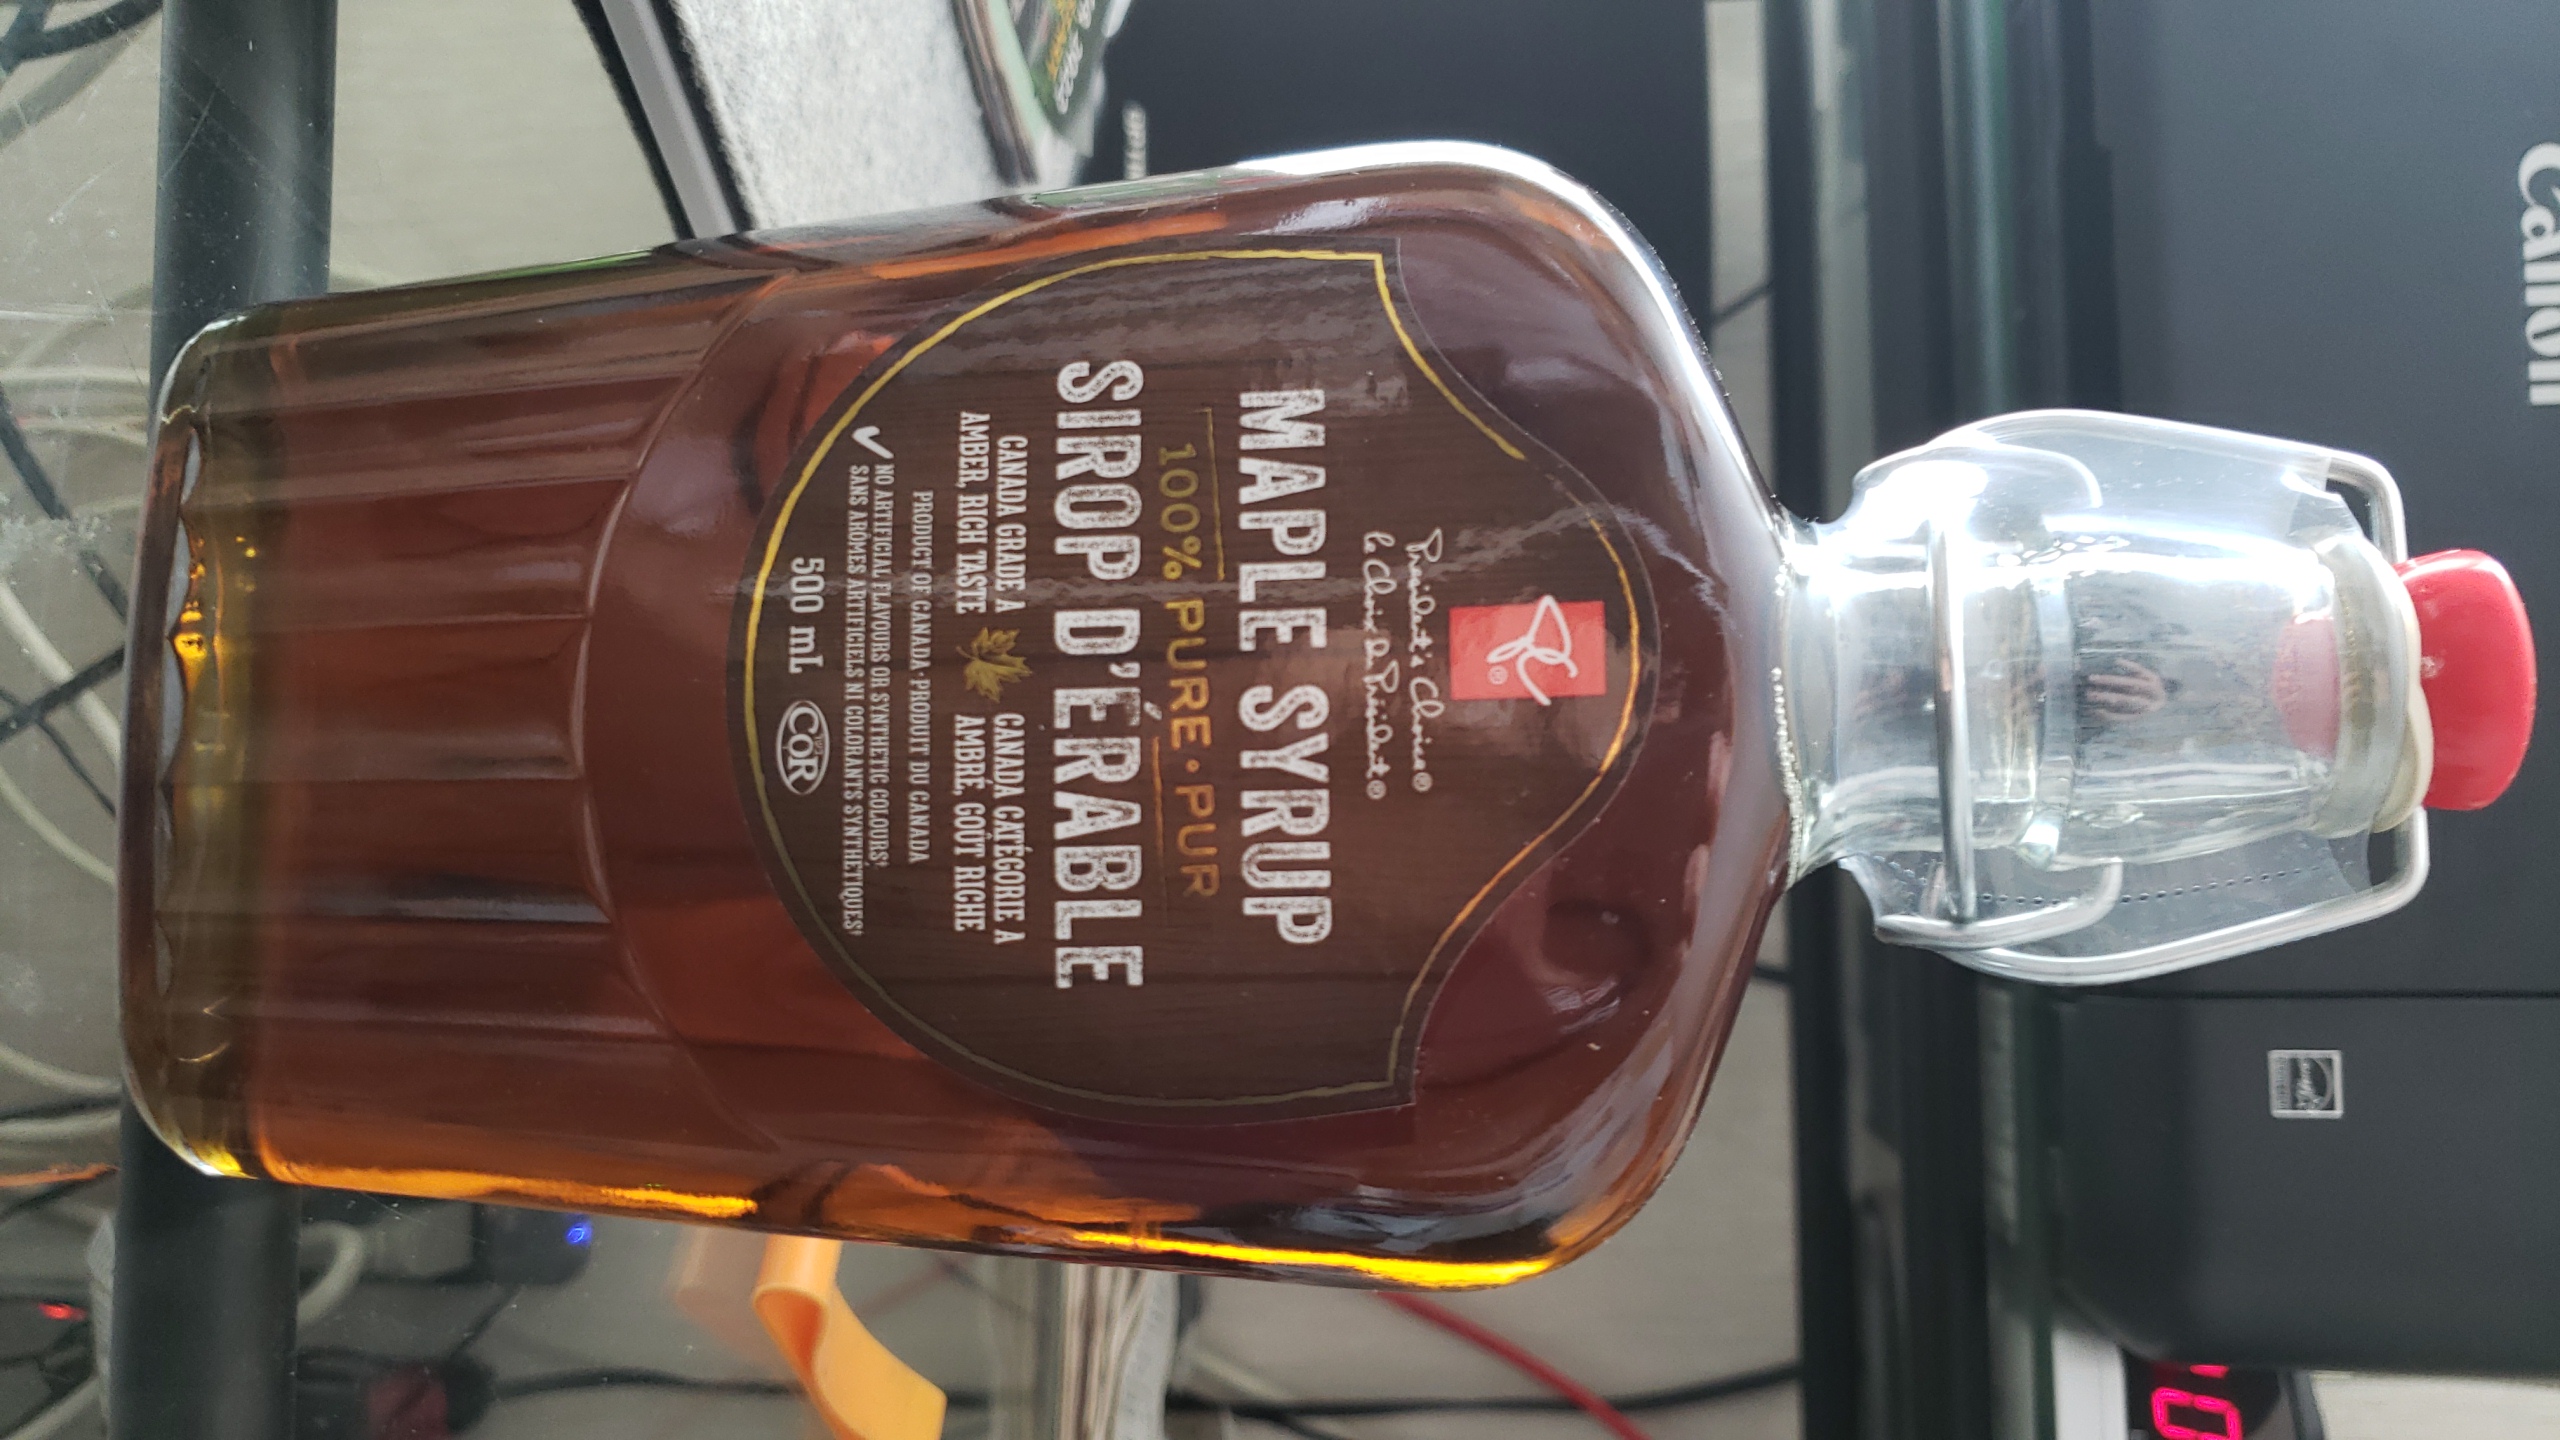 PC®
President's Choice®
le Choix du Président®
MAPLE SYRUP
100% PURE · PUR
SIROP D'ÉRABLE
CANADA GRADE A
AMBER, RICH TASTE
CANADA CATÉGORIE A
AMBRÉ, GOÛT RICHE
PRODUCT OF CANADA · PRODUIT DU CANADA
NO ARTIFICIAL FLAVOURS OR SYNTHETIC COLOURS†
SANS ARÔMES ARTIFICIELS NI COLORANTS SYNTHÉTIQUES†
500 mL COR
Canon